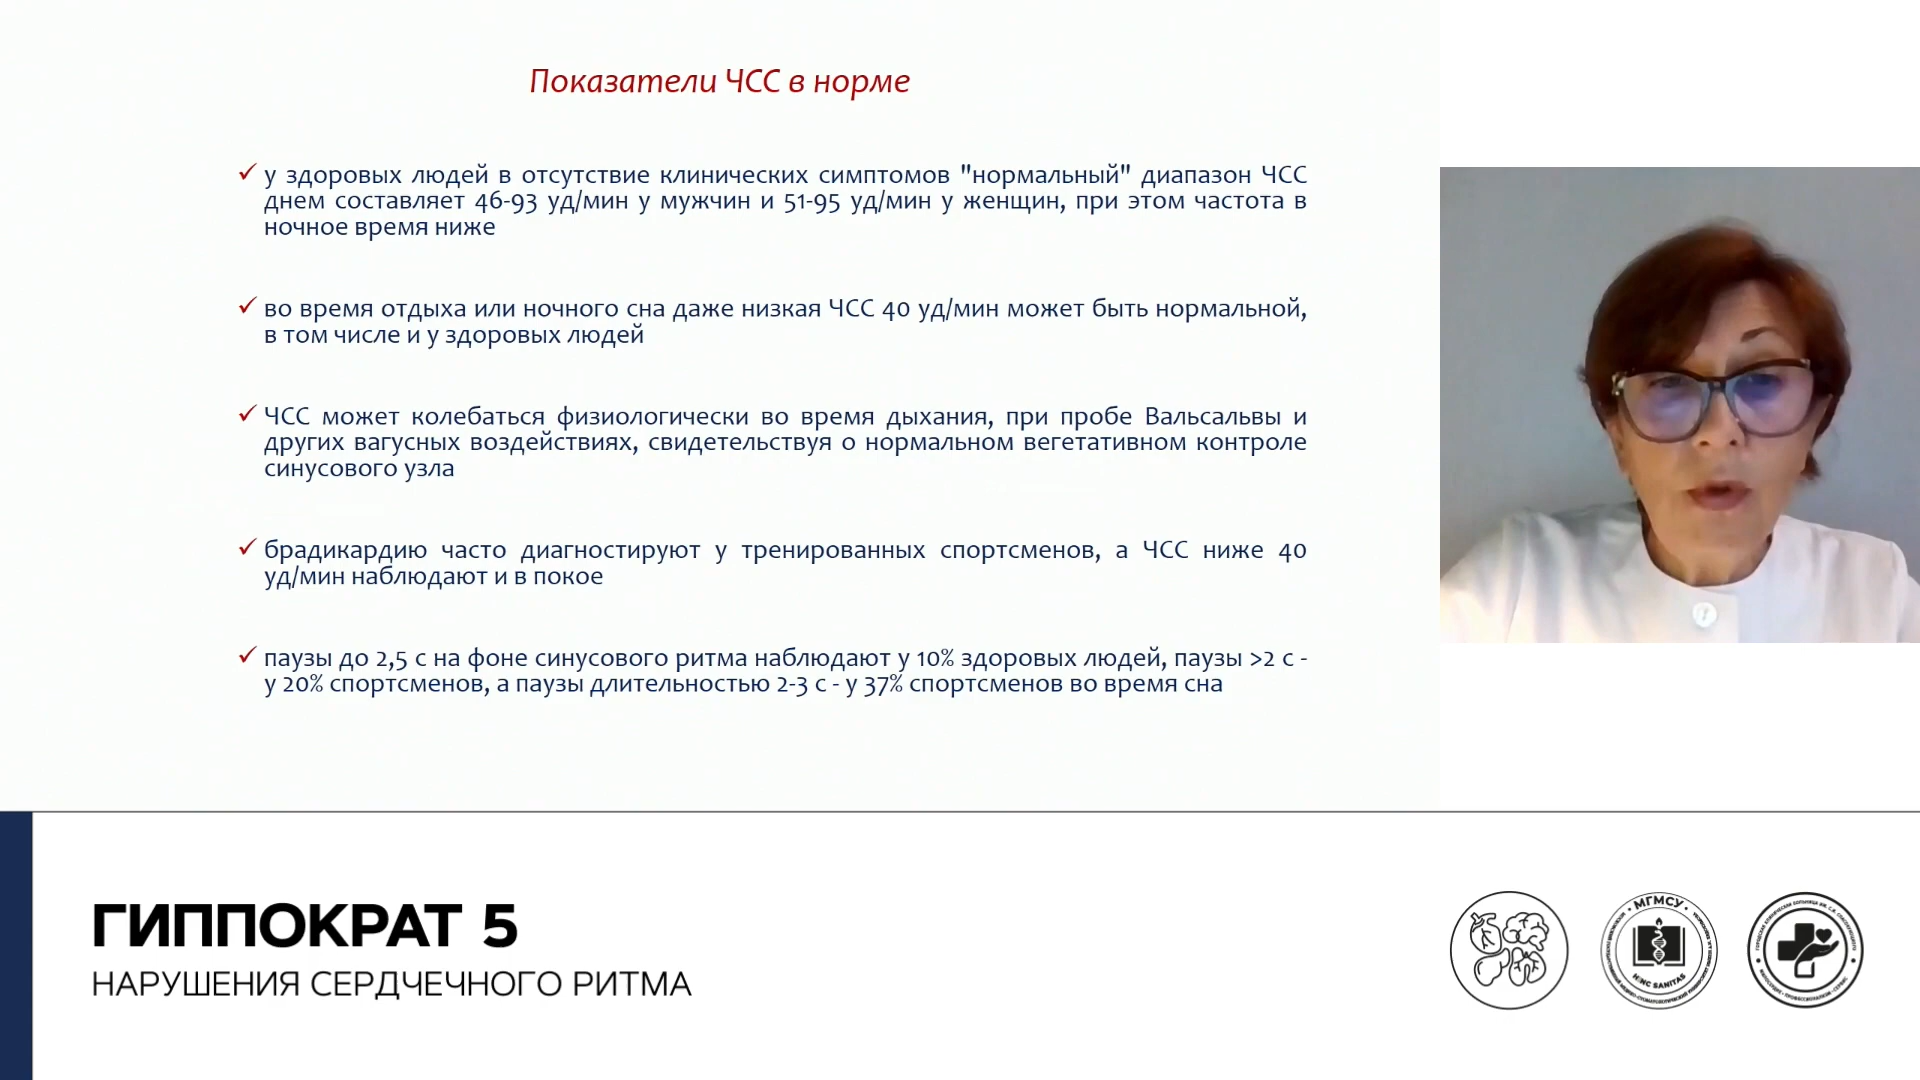 Показатели ЧСС в норме
у здоровых людей в отсутствие клинических симптомов "нормальный" диапазон ЧСС
днем составляет 46-93 уд/мин у мужчин и 51-95 уд/мин у женщин, при этом частота в
ночное время ниже
во время отдыха или ночного сна даже низкая ЧСС 40 уд/мин может быть нормальной,
в том числе и у здоровых людей
ЧСС может колебаться физиологически во время дыхания, при пробе Вальсальвы и
других вагусных воздействиях, свидетельствуя о нормальном вегетативном контроле
синусового узла
брадикардию часто диагностируют у тренированных спортсменов, а ЧСС ниже 40
уд/мин наблюдают и в покое
паузы до 2,5 с на фоне синусового ритма наблюдают у 10% здоровых людей, паузы >2 с -
у 20% спортсменов, а паузы длительностью 2-3 с - у 37% спортсменов во время сна
ГИППОКРАТ 5
НАРУШЕНИЯ СЕРДЧЕЧНОГО РИТМА
МГМСУ